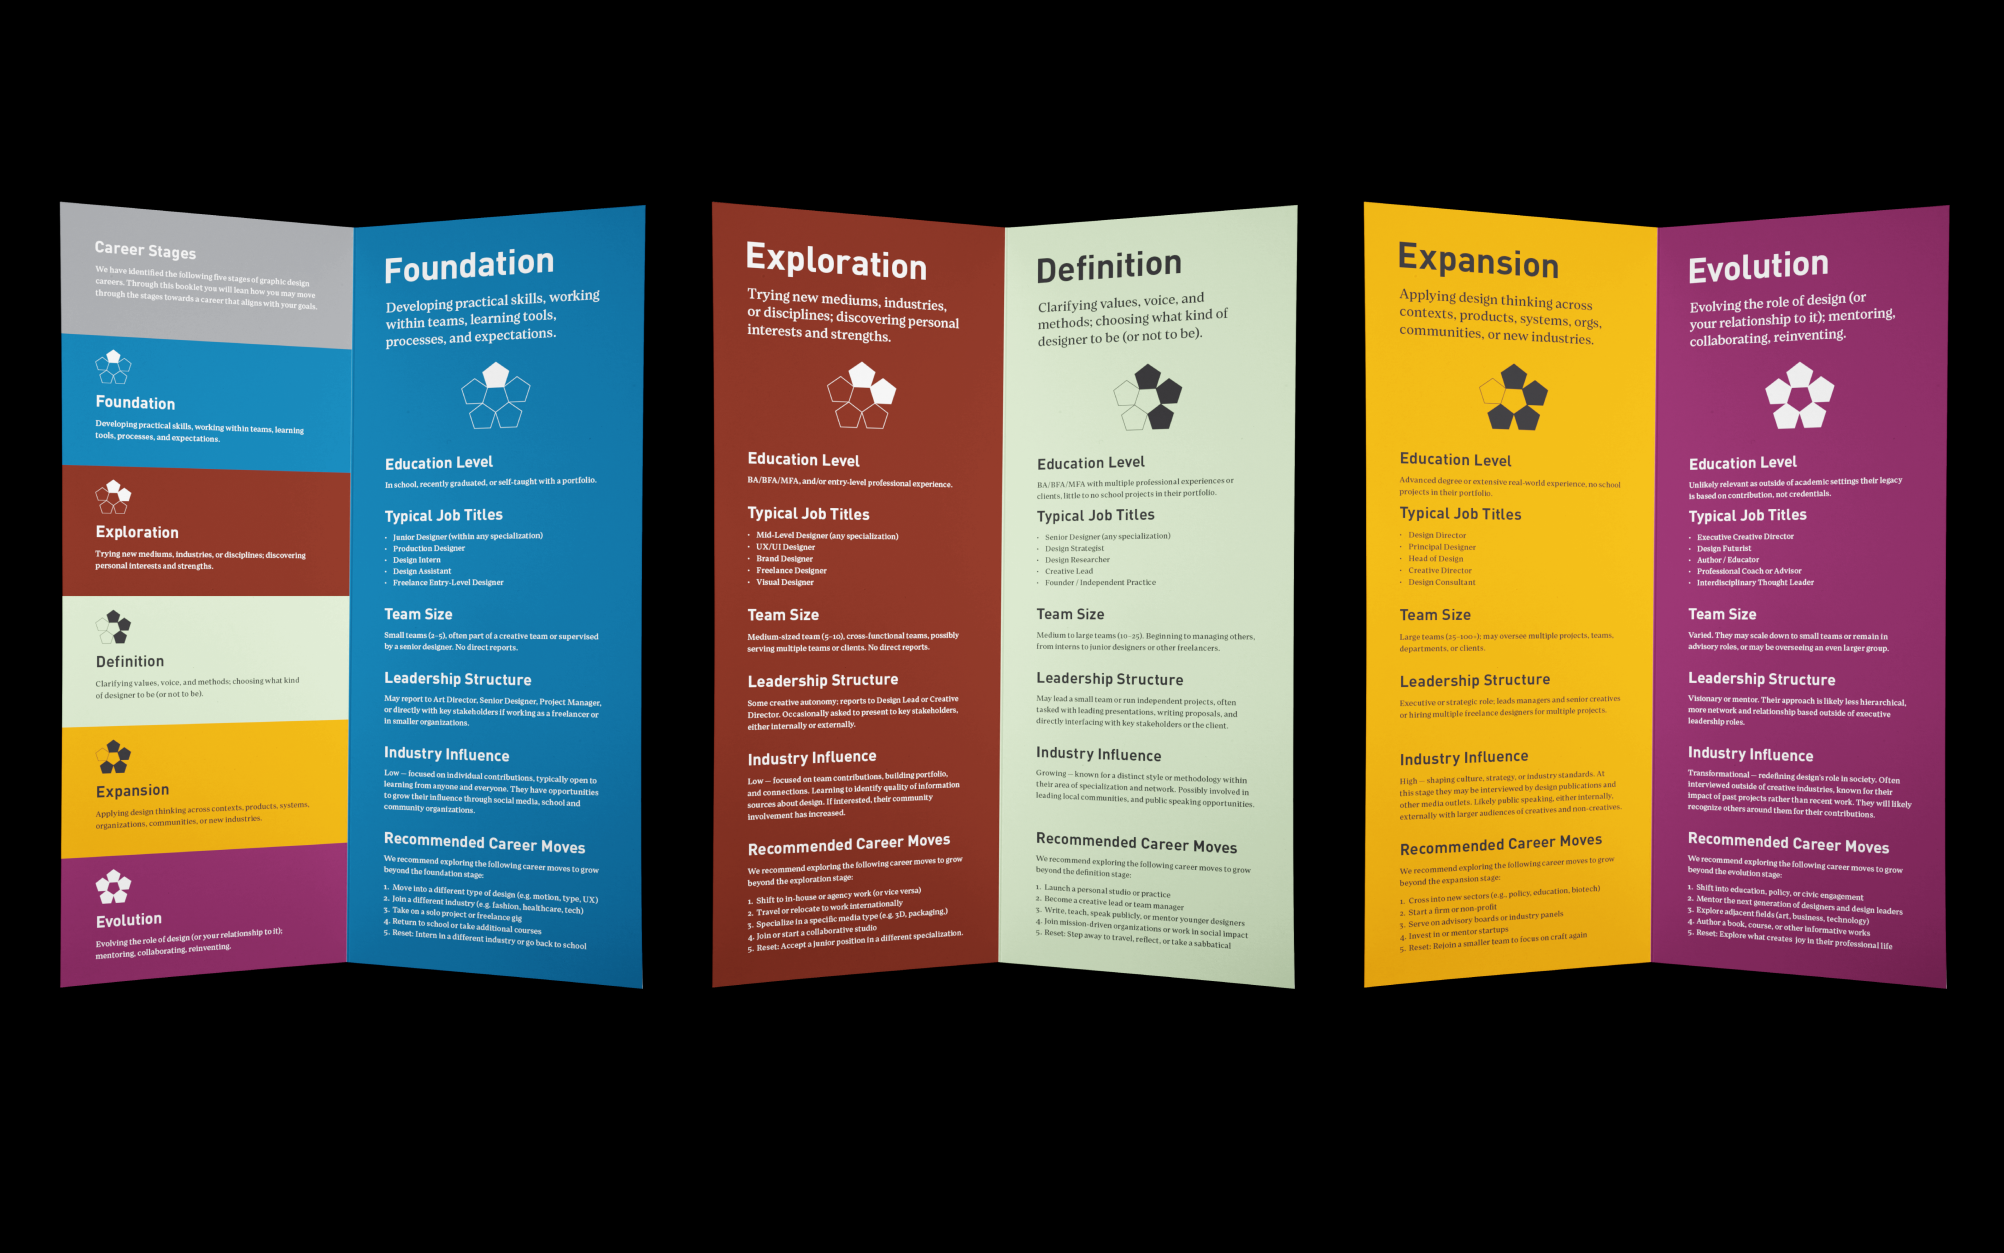 Career Stages
We have identified the following five stages of graphic design
careers. Through this booklet you will lean how you may move
through the stages towards a career that aligns with your goals.
Foundation
Developing practical skills, working within teams, learning
tools, processes, and expectations.
Exploration
Trying new mediums, industries, or disciplines; discovering
personal interests and strengths.
Definition
Clarifying values, voice, and methods; choosing what kind
of designer to be (or not to be).
Expansion
Applying design thinking across contexts, products, systems,
organizations, communities, or new industries.
Evolution
Evolving the role of design (or your relationship to it);
mentoring, collaborating, reinventing.
Foundation
Developing practical skills, working
within teams, learning tools,
processes, and expectations.
Education Level
In school, recently graduated, or self-taught with a portfolio.
Typical Job Titles
• Junior Designer (within any specialization)
• Production Designer
• Design Intern
• Design Assistant
• Freelance Entry-Level Designer
Team Size
Small teams (2–5), often part of a creative team or supervised
by a senior designer. No direct reports.
Leadership Structure
May report to Art Director, Senior Designer, Project Manager,
or directly with key stakeholders if working as a freelancer or
in smaller organizations.
Industry Influence
Low — focused on individual contributions, typically open to
learning from anyone and everyone. They have opportunities
to grow their influence through social media, school and
community organizations.
Recommended Career Moves
We recommend exploring the following career moves to grow
beyond the foundation stage:
1. Move into a different type of design (e.g. motion, type, UX)
2. Join a different industry (e.g. fashion, healthcare, tech)
3. Take on a solo project or freelance gig
4. Return to school or take additional courses
5. Reset: Intern in a different industry or go back to school
Exploration
Trying new mediums, industries,
or disciplines; discovering personal
interests and strengths.
Education Level
BA/BFA/MFA, and/or entry-level professional experience.
Typical Job Titles
• Mid-Level Designer (any specialization)
• UX/UI Designer
• Brand Designer
• Freelance Designer
• Visual Designer
Team Size
Medium-sized team (5–10), cross-functional teams, possibly
serving multiple teams or clients. No direct reports.
Leadership Structure
Some creative autonomy; reports to Design Lead or Creative
Director. Occasionally asked to present to key stakeholders,
either internally or externally.
Industry Influence
Low — focused on team contributions, building portfolio,
and connections. Learning to identify quality of information
sources about design. If interested, their community
involvement has increased.
Recommended Career Moves
We recommend exploring the following career moves to grow
beyond the exploration stage:
1. Shift to in-house or agency work (or vice versa)
2. Travel or relocate to work internationally
3. Specialize in a specific media type (e.g. 3D, packaging,)
4. Join or start a collaborative studio
5. Reset: Accept a junior position in a different specialization.
Definition
Clarifying values, voice, and
methods; choosing what kind of
designer to be (or not to be).
Education Level
BA/BFA/MFA with multiple professional experiences or
clients, little to no school projects in their portfolio.
Typical Job Titles
• Senior Designer (any specialization)
• Design Strategist
• Design Researcher
• Creative Lead
• Founder / Independent Practice
Team Size
Medium to large teams (10–25). Beginning to managing others,
from interns to junior designers or other freelancers.
Leadership Structure
May lead a small team or run independent projects, often
tasked with leading presentations, writing proposals, and
directly interfacing with key stakeholders or the client.
Industry Influence
Growing — known for a distinct style or methodology within
their area of specialization and network. Possibly involved in
leading local communities, and public speaking opportunities.
Recommended Career Moves
We recommend exploring the following career moves to grow
beyond the definition stage:
1. Launch a personal studio or practice
2. Become a creative lead or team manager
3. Write, teach, speak publicly, or mentor younger designers
4. Join mission-driven organizations or work in social impact
5. Reset: Step away to travel, reflect, or take a sabbatical
Expansion
Applying design thinking across
contexts, products, systems, orgs,
communities, or new industries.
Education Level
Advanced degree or extensive real-world experience, no school
projects in their portfolio.
Typical Job Titles
• Design Director
• Principal Designer
• Head of Design
• Creative Director
• Design Consultant
Team Size
Large teams (25–100+); may oversee multiple projects, teams,
departments, or clients.
Leadership Structure
Executive or strategic role; leads managers and senior creatives
or hiring multiple freelance designers for multiple projects.
Industry Influence
High — shaping culture, strategy, or industry standards. At
this stage they may be interviewed by design publications and
other media outlets. Likely public speaking, either internally,
externally with larger audiences of creatives and non-creatives.
Recommended Career Moves
We recommend exploring the following career moves to grow
beyond the expansion stage:
1. Cross into new sectors (e.g., policy, education, biotech)
2. Start a firm or non-profit
3. Serve on advisory boards or industry panels
4. Invest in or mentor startups
5. Reset: Rejoin a smaller team to focus on craft again
Evolution
Evolving the role of design (or
your relationship to it); mentoring,
collaborating, reinventing.
Education Level
Unlikely relevant as outside of academic settings their legacy
is based on contribution, not credentials.
Typical Job Titles
• Executive Creative Director
• Design Futurist
• Author / Educator
• Professional Coach or Advisor
• Interdisciplinary Thought Leader
Team Size
Varied. They may scale down to small teams or remain in
advisory roles, or may be overseeing an even larger group.
Leadership Structure
Visionary or mentor. Their approach is likely less hierarchical,
more network and relationship based outside of executive
leadership roles.
Industry Influence
Transformational — redefining design's role in society. Often
interviewed outside of creative industries, known for their
impact of past projects rather than recent work. They will likely
recognize others around them for their contributions.
Recommended Career Moves
We recommend exploring the following career moves to grow
beyond the evolution stage:
1. Shift into education, policy, or civic engagement
2. Mentor the next generation of designers and design leaders
3. Explore adjacent fields (art, business, technology)
4. Author a book, course, or other informative works
5. Reset: Explore what creates joy in their professional life